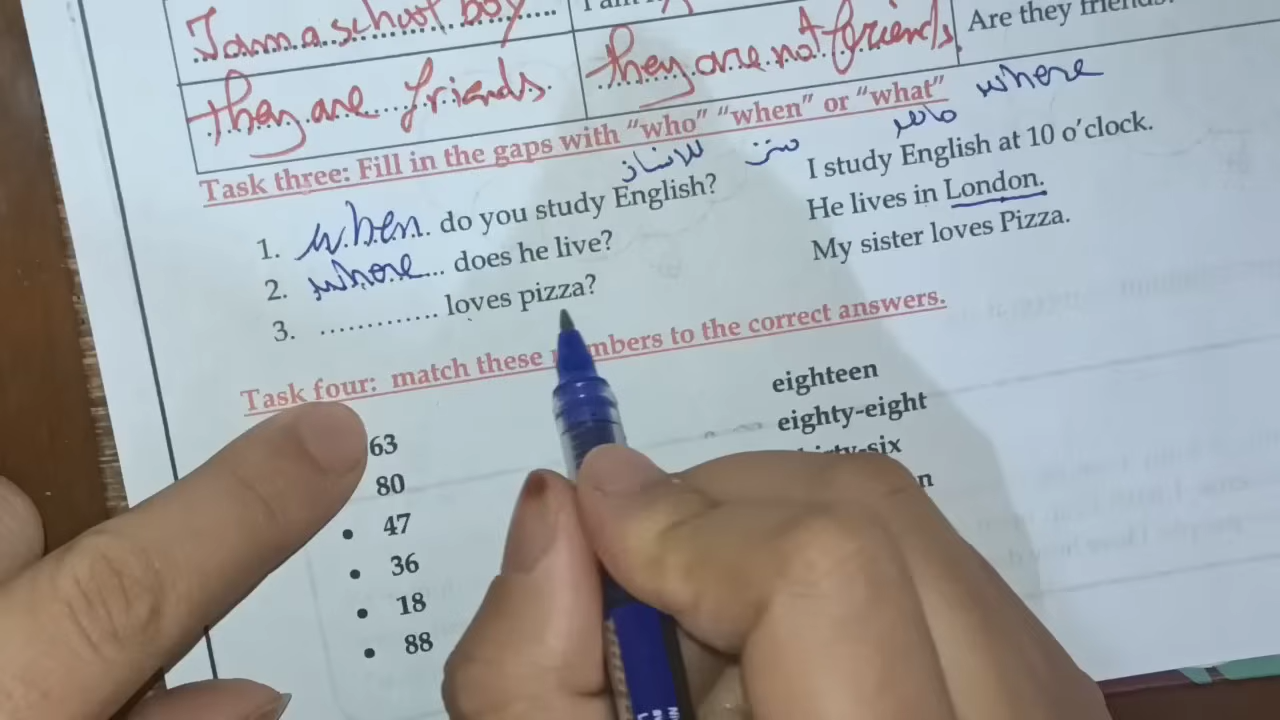 I am a school boy
Are they friends
they are friends
they are not friends.
Task three: Fill in the gaps with "who" "when" or "what" where
1. when. do you study English? I study English at 10 o'clock.
2. where... does he live? He lives in London.
3. ............. loves pizza? My sister loves Pizza.
Task four: match these numbers to the correct answers.
63 eighteen
80 eighty-eight
• 47
• 36
• 18
• 88